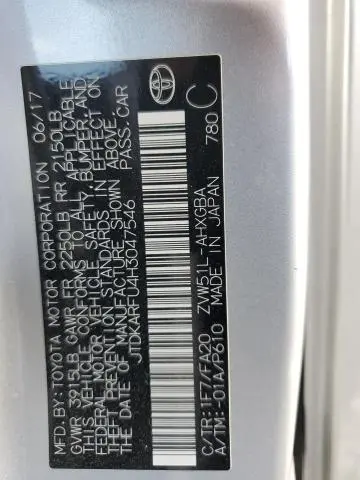 MFD.BY:TOYOTA MOTOR CORPORATION 06/17
GVWR 3915LB GAWR FR 2250LB RR 2150LB
THIS VEHICLE CONFORMS TO ALL APPLICABLE
FEDERAL MOTOR VEHICLE SAFETY, BUMPER, AND
THEFT PREVENTION STANDARDS IN EFFECT ON
THE DATE OF MANUFACTURE SHOWN ABOVE.
JTDKARFU4H3047546 PASS.CAR
C/TR:1F7/FA20 ZVW51L-AHXGBA
A/TM:-01A/P610 MADE IN JAPAN 780 C